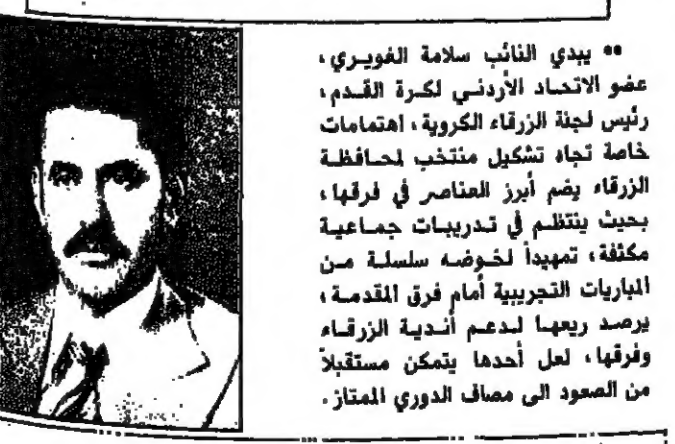 ** يبدي النائب سلامة الغويري،
عضو الاتحاد الأردني لكرة القدم،
رئيس لجنة الزرقاء الكروية، اهتمامات
خاصة تجاه تشكيل منتخب لمحافظة
الزرقاء يضم أبرز العناصر في فرقها،
بحيث ينتظم في تدريبات جماعية
مكثفة، تمهيداً لخوضه سلسلة من
المباريات التجريبية أمام فرق المقدمة،
يرصد ريعها لدعم أندية الزرقاء
وفرقها، لعل أحدها يتمكن مستقبلاً
من الصعود الى مصاف الدوري الممتاز.